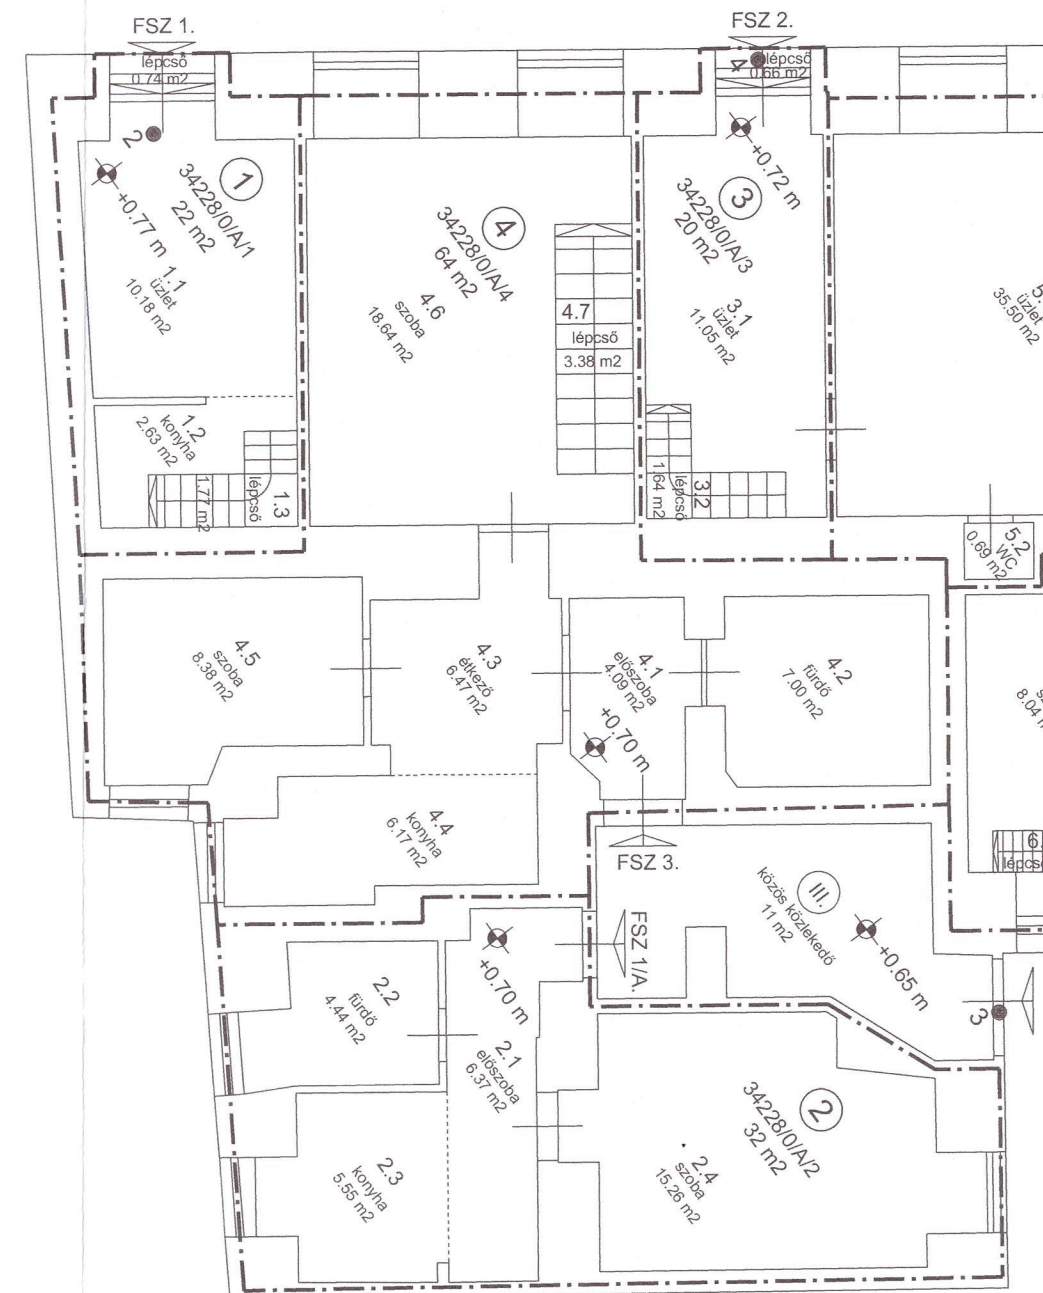 FSZ 1.
lépcső
0.74 m2
2
+0.77 m
1
34228/0/A/1
22 m2
1.1
üzlet
10.18 m2
1.2
konyha
2.63 m2
1.77 m2
lépcső
1.3
4
34228/0/A/4
64 m2
4.6
szoba
18.64 m2
4.7
lépcső
3.38 m2
FSZ 2.
4
lépcső
0.66 m2
+0.72 m
3
34228/0/A/3
20 m2
3.1
üzlet
11.05 m2
1.64 m2
lépcső
3.2
üzlet
35.50 m2
5.2
WC
0.69 m2
4.5
szoba
8.38 m2
4.3
étkező
6.47 m2
4.1
előszoba
4.09 m2
+0.70 m
4.2
fürdő
7.00 m2
8.04
4.4
konyha
6.17 m2
FSZ 3.
6.
lépcső
III.
közös közlekedő
11 m2
+0.65 m
3
FSZ 1/A.
+0.70 m
2.2
fürdő
4.44 m2
2.1
előszoba
6.37 m2
2.3
konyha
5.55 m2
2
34228/0/A/2
32 m2
2.4
szoba
15.26 m2